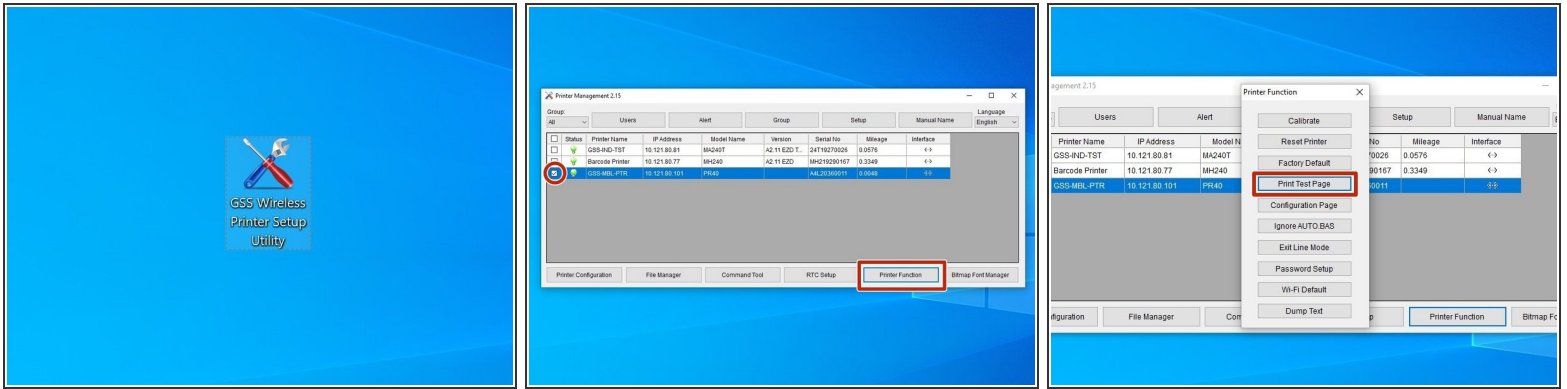 GSS Wireless
Printer Setup
Utility
Printer Management 2.15
Group: Language
All Users Alert Group Setup Manual Name English
Status Printer Name IP Address Model Name Version Serial No Mileage Interface
GSS-IND-TST 10.121.80.81 MA240T A2.11 EZD T... 24T19270026 0.0576 <->
Barcode Printer 10.121.80.77 MH240 A2.11 EZD MH219290167 0.3349 <->
GSS-MBL-PTR 10.121.80.101 PR40 A4L20360011 0.0048
Printer Configuration File Manager Command Tool RTC Setup Printer Function Bitmap Font Manager
agement 2.15
Users Alert Setup Manual Name
Printer Name IP Address Model N No Mileage Interface
GSS-IND-TST 10.121.80.81 MA240T 70026 0.0576 <->
Barcode Printer 10.121.80.77 MH240 90167 0.3349 <->
GSS-MBL-PTR 10.121.80.101 PR40 60011
figuration File Manager Com p Printer Function Bitmap Fo
Printer Function
Calibrate
Reset Printer
Factory Default
Print Test Page
Configuration Page
Ignore AUTO.BAS
Exit Line Mode
Password Setup
Wi-Fi Default
Dump Text